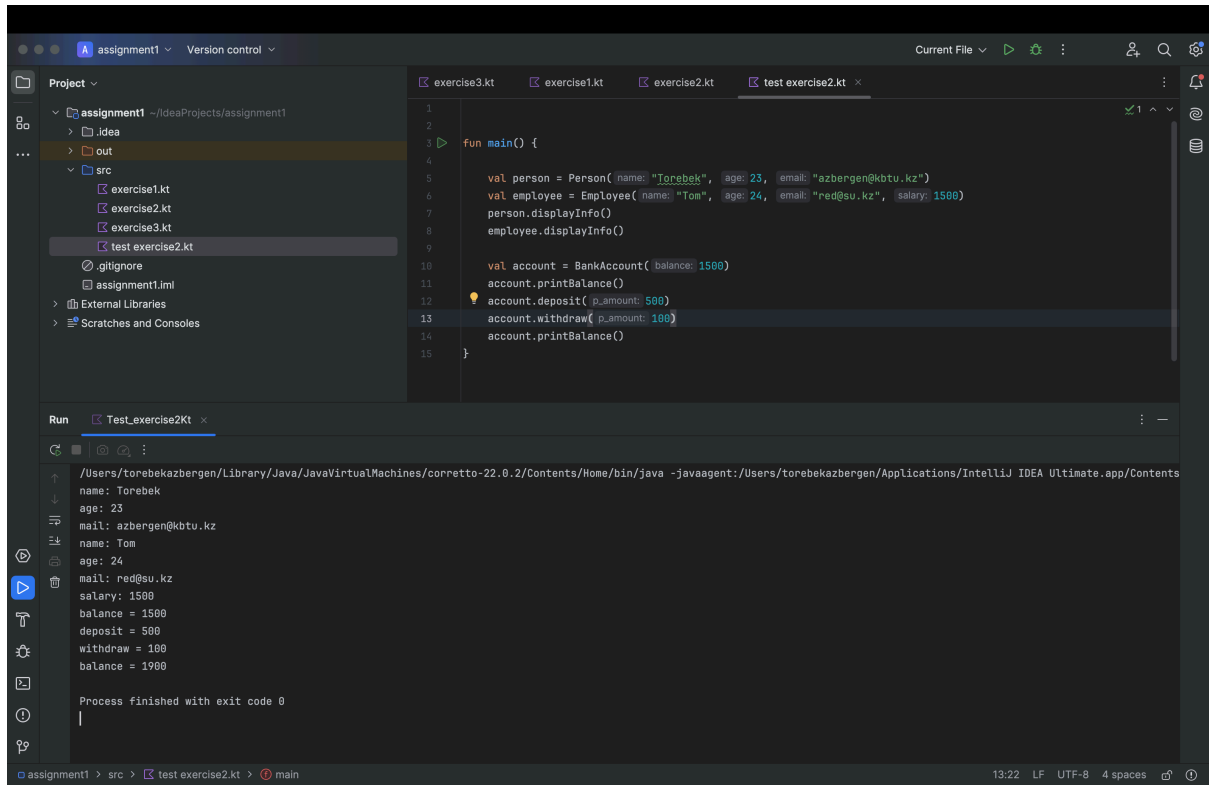 A assignment1 Version control Current File
Project
exercise3.kt exercise1.kt exercise2.kt test exercise2.kt
assignment1 ~/IdeaProjects/assignment1
.idea
out
src
exercise1.kt
exercise2.kt
exercise3.kt
test exercise2.kt
.gitignore
assignment1.iml
External Libraries
Scratches and Consoles
1
1
2
3 fun main() {
4
5 val person = Person( name: "Torebek", age: 23, email: "azbergen@kbtu.kz")
6 val employee = Employee( name: "Tom", age: 24, email: "red@su.kz", salary: 1500)
7 person.displayInfo()
8 employee.displayInfo()
9
10 val account = BankAccount( balance: 1500)
11 account.printBalance()
12 account.deposit( p_amount: 500)
13 account.withdraw( p_amount: 100)
14 account.printBalance()
15 }
Run Test_exercise2Kt
/Users/torebekazbergen/Library/Java/JavaVirtualMachines/corretto-22.0.2/Contents/Home/bin/java -javaagent:/Users/torebekazbergen/Applications/IntelliJ IDEA Ultimate.app/Contents
name: Torebek
age: 23
mail: azbergen@kbtu.kz
name: Tom
age: 24
mail: red@su.kz
salary: 1500
balance = 1500
deposit = 500
withdraw = 100
balance = 1900
Process finished with exit code 0
assignment1 > src > test exercise2.kt > main 13:22 LF UTF-8 4 spaces